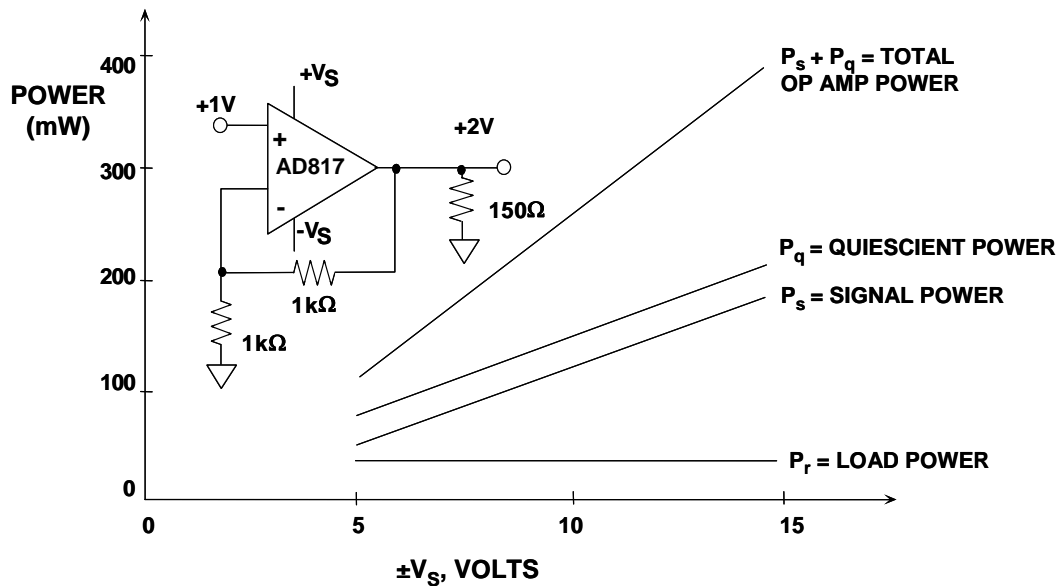 400
POWER
(mW)
300
200
100
0
0
5
10
15
±VS, VOLTS
+VS
+1V
+
AD817
-
-VS
+2V
150Ω
1kΩ
1kΩ
Ps + Pq = TOTAL
OP AMP POWER
Pq = QUIESCIENT POWER
Ps = SIGNAL POWER
Pr = LOAD POWER